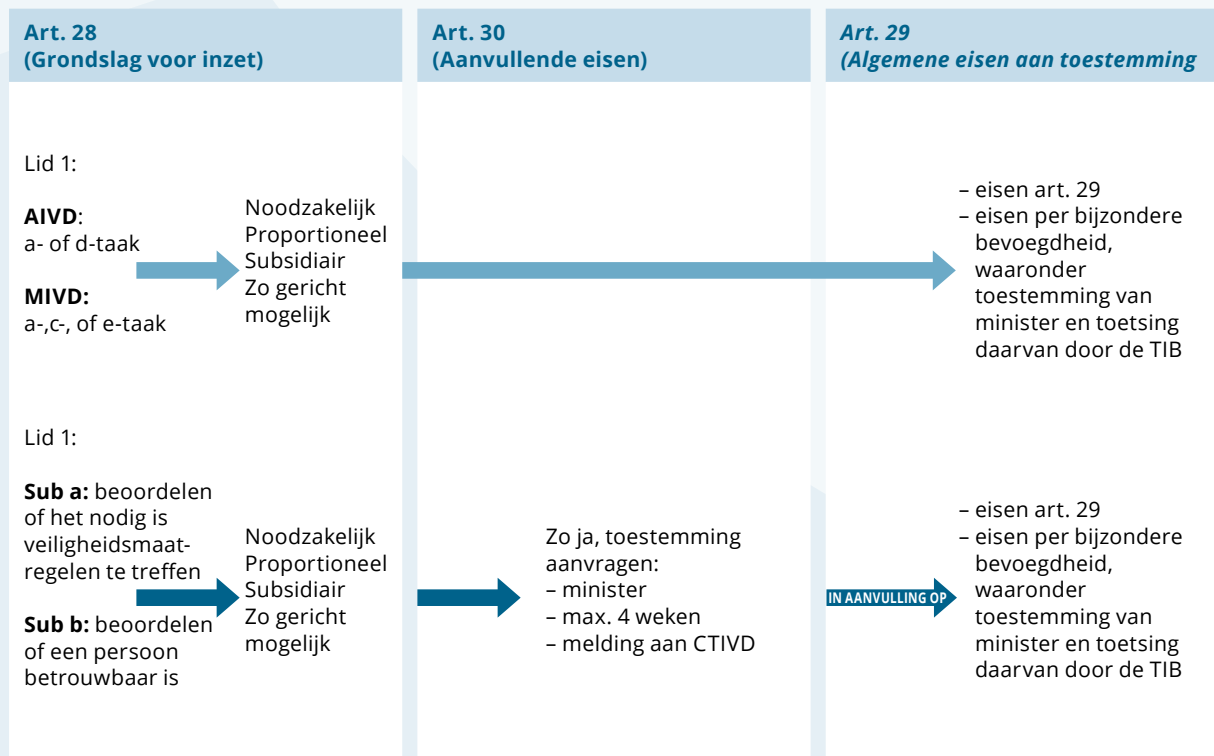 Art. 28
(Grondslag voor inzet)
Art. 30
(Aanvullende eisen)
Art. 29
(Algemene eisen aan toestemming
Lid 1:
AIVD:
a- of d-taak
MIVD:
a-,c-, of e-taak
Noodzakelijk
Proportioneel
Subsidiair
Zo gericht
mogelijk
– eisen art. 29
– eisen per bijzondere
bevoegdheid,
waaronder
toestemming van
minister en toetsing
daarvan door de TIB
Lid 1:
Sub a: beoordelen
of het nodig is
veiligheidsmaat-
regelen te treffen
Sub b: beoordelen
of een persoon
betrouwbaar is
Noodzakelijk
Proportioneel
Subsidiair
Zo gericht
mogelijk
Zo ja, toestemming
aanvragen:
– minister
– max. 4 weken
– melding aan CTIVD
IN AANVULLING OP
– eisen art. 29
– eisen per bijzondere
bevoegdheid,
waaronder
toestemming van
minister en toetsing
daarvan door de TIB